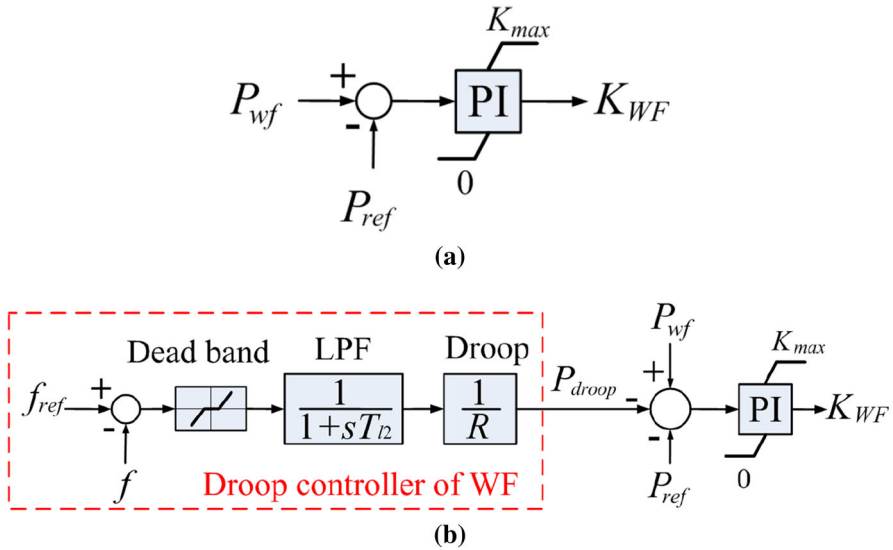 K_max
+
P_wf
-
PI
K_WF
0
P_ref
(a)
Dead band
LPF
Droop
P_wf
K_max
f_ref
+
-
1
1+sT_l2
1
R
P_droop
+
-
-
PI
K_WF
f
Droop controller of WF
P_ref
0
(b)